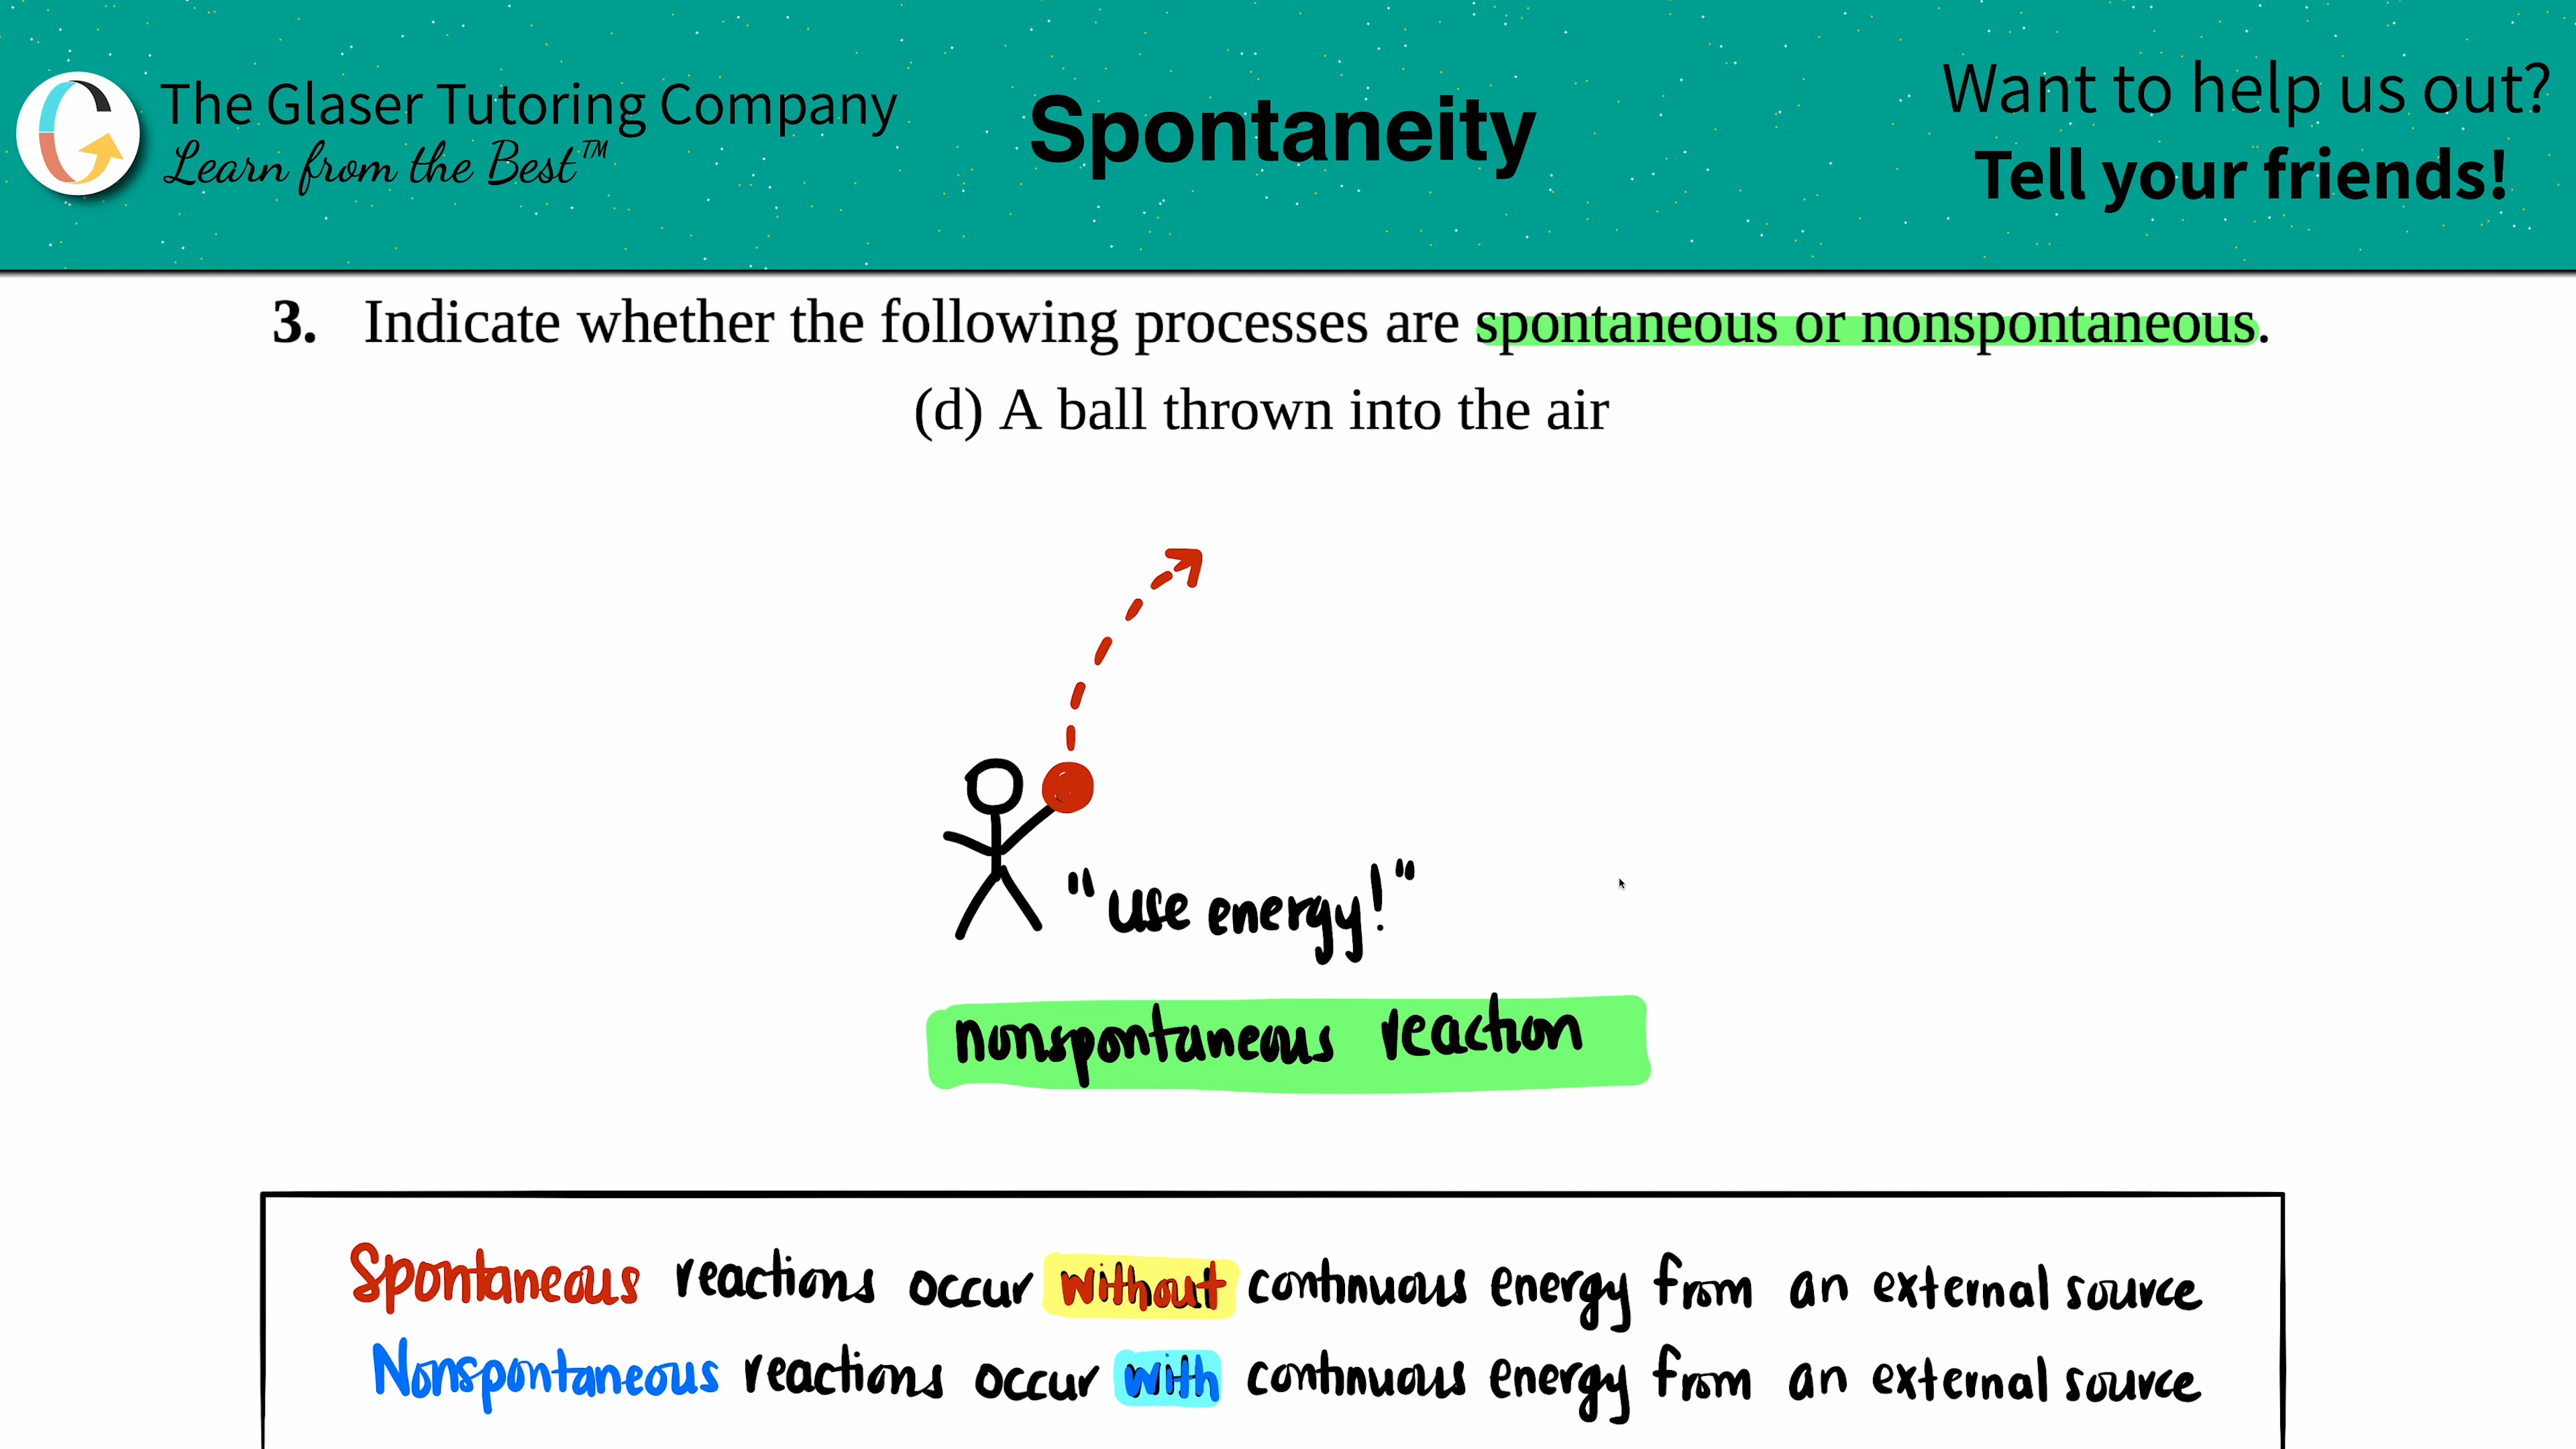 The Glaser Tutoring Company
Learn from the Best™
Spontaneity
Want to help us out?
Tell your friends!
3. Indicate whether the following processes are spontaneous or nonspontaneous.
(d) A ball thrown into the air
"use energy!"
nonspontaneous reaction
Spontaneous reactions occur without continuous energy from an external source
Nonspontaneous reactions occur with continuous energy from an external source